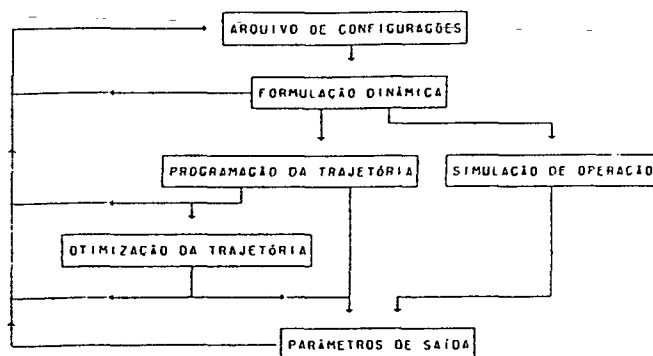 ARQUIVO DE CONFIGURAÇÕES
FORMULAÇÃO DINÂMICA
PROGRAMAÇÃO DA TRAJETÓRIA
SIMULAÇÃO DE OPERAÇÃO
OTIMIZAÇÃO DA TRAJETÓRIA
PARÂMETROS DE SAÍDA